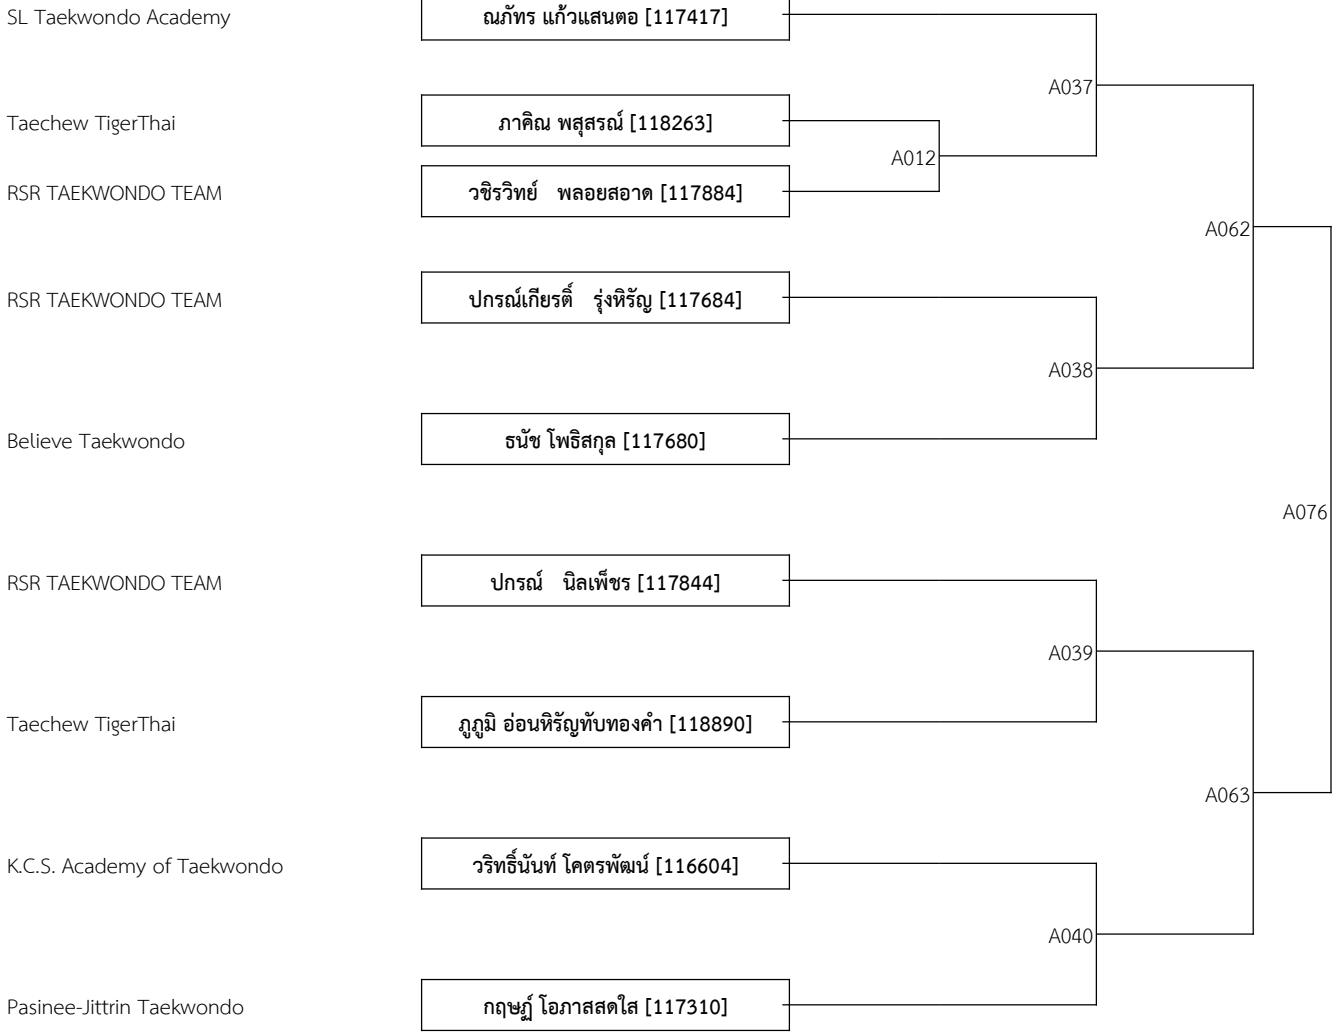 SL Taekwondo Academy ณภัทร แก้วแสนตอ [117417]
A037
Taechew TigerThai ภาคิณ พสุสรณ์ [118263]
A012
RSR TAEKWONDO TEAM วชิรวิทย์ พลอยสอาด [117884]
A062
RSR TAEKWONDO TEAM ปกรณ์เกียรติ์ รุ่งหิรัญ [117684]
A038
Believe Taekwondo ธนัช โพธิสกุล [117680]
A076
RSR TAEKWONDO TEAM ปกรณ์ นิลเพ็ชร [117844]
A039
Taechew TigerThai ภูภูมิ อ่อนหิรัญทับทองคำ [118890]
A063
K.C.S. Academy of Taekwondo วริทธิ์นันท์ โคตรพัฒน์ [116604]
A040
Pasinee-Jittrin Taekwondo กฤษฏ์ โอภาสสดใส [117310]